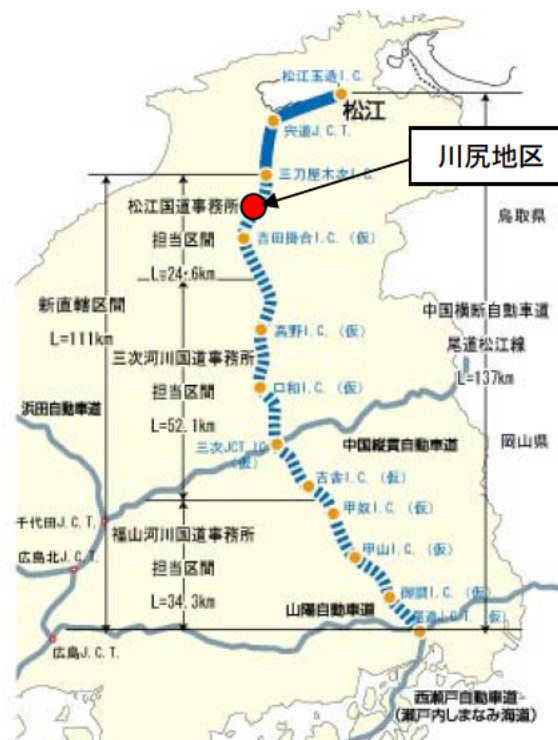 松江玉造I.C.
松江
宍道J.C.T.
川尻地区
三刀屋木次I.C.
松江国道事務所
担当区間
L=24.6km
吉田掛合I.C.(仮)
鳥取県
新直轄区間
L=111km
中国横断自動車道
尾道松江線
L=137km
高野I.C.(仮)
三次河川国道事務所
担当区間
L=52.1km
口和I.C.(仮)
浜田自動車道
岡山県
三次JCT.IC
(仮)
中国縦貫自動車道
吉舎I.C.(仮)
甲奴I.C.(仮)
千代田J.C.T.
福山河川国道事務所
担当区間
L=34.3km
甲山I.C.(仮)
広島北J.C.T.
御調I.C.(仮)
山陽自動車道
尾道J.C.T.(仮)
広島J.C.T.
西瀬戸自動車道
(瀬戸内しまなみ海道)